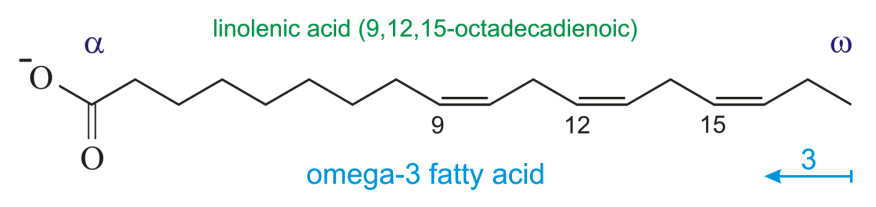 linolenic acid (9,12,15-octadecadienoic)
α ω
-O
O
9 12 15
omega-3 fatty acid 3